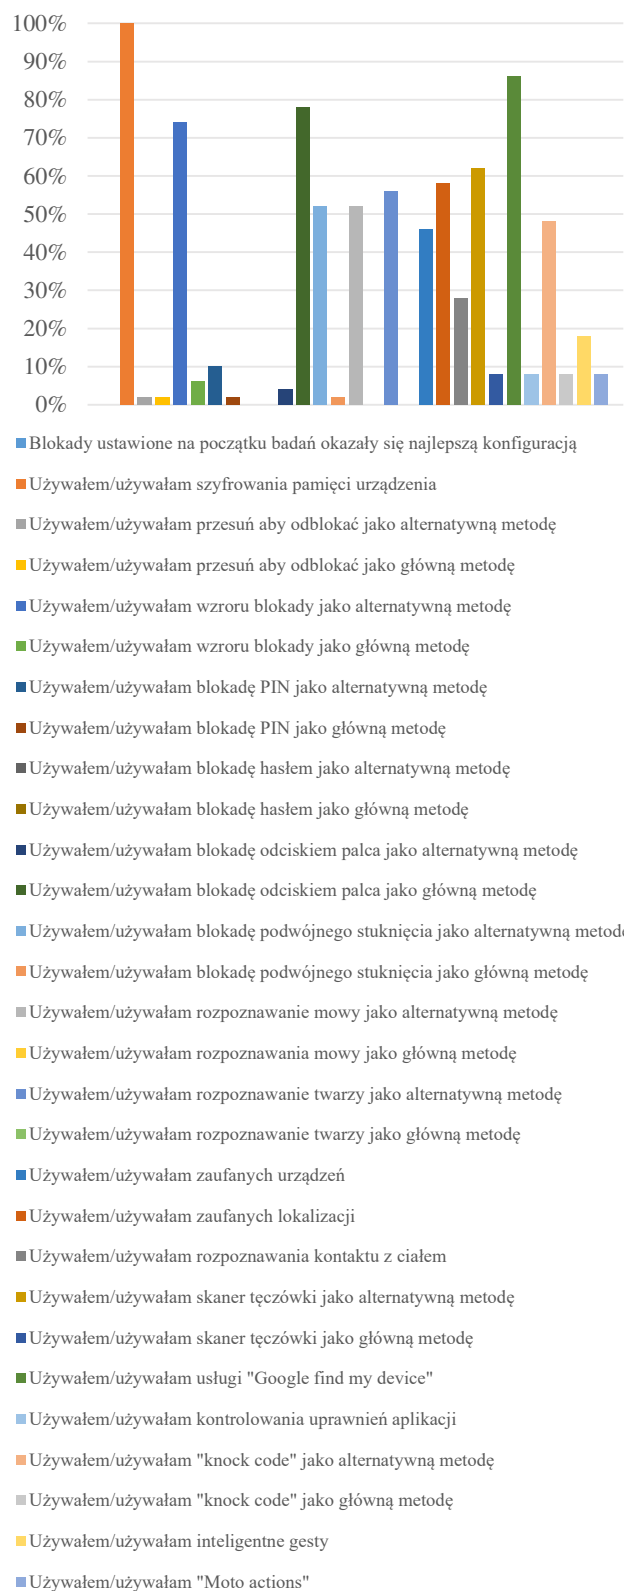 100%
90%
80%
70%
60%
50%
40%
30%
20%
10%
0%
Blokady ustawione na początku badań okazały się najlepszą konfiguracją
Używałem/używałam szyfrowania pamięci urządzenia
Używałem/używałam przesuń aby odblokać jako alternatywną metodę
Używałem/używałam przesuń aby odblokać jako główną metodę
Używałem/używałam wzroru blokady jako alternatywną metodę
Używałem/używałam wzroru blokady jako główną metodę
Używałem/używałam blokadę PIN jako alternatywną metodę
Używałem/używałam blokadę PIN jako główną metodę
Używałem/używałam blokadę hasłem jako alternatywną metodę
Używałem/używałam blokadę hasłem jako główną metodę
Używałem/używałam blokadę odciskiem palca jako alternatywną metodę
Używałem/używałam blokadę odciskiem palca jako główną metodę
Używałem/używałam blokadę podwójnego stuknięcia jako alternatywną metodę
Używałem/używałam blokadę podwójnego stuknięcia jako główną metodę
Używałem/używałam rozpoznawanie mowy jako alternatywną metodę
Używałem/używałam rozpoznawania mowy jako główną metodę
Używałem/używałam rozpoznawanie twarzy jako alternatywną metodę
Używałem/używałam rozpoznawanie twarzy jako główną metodę
Używałem/używałam zaufanych urządzeń
Używałem/używałam zaufanych lokalizacji
Używałem/używałam rozpoznawania kontaktu z ciałem
Używałem/używałam skaner tęczówki jako alternatywną metodę
Używałem/używałam skaner tęczówki jako główną metodę
Używałem/używałam usługi "Google find my device"
Używałem/używałam kontrolowania uprawnień aplikacji
Używałem/używałam "knock code" jako alternatywną metodę
Używałem/używałam "knock code" jako główną metodę
Używałem/używałam inteligentne gesty
Używałem/używałam "Moto actions"